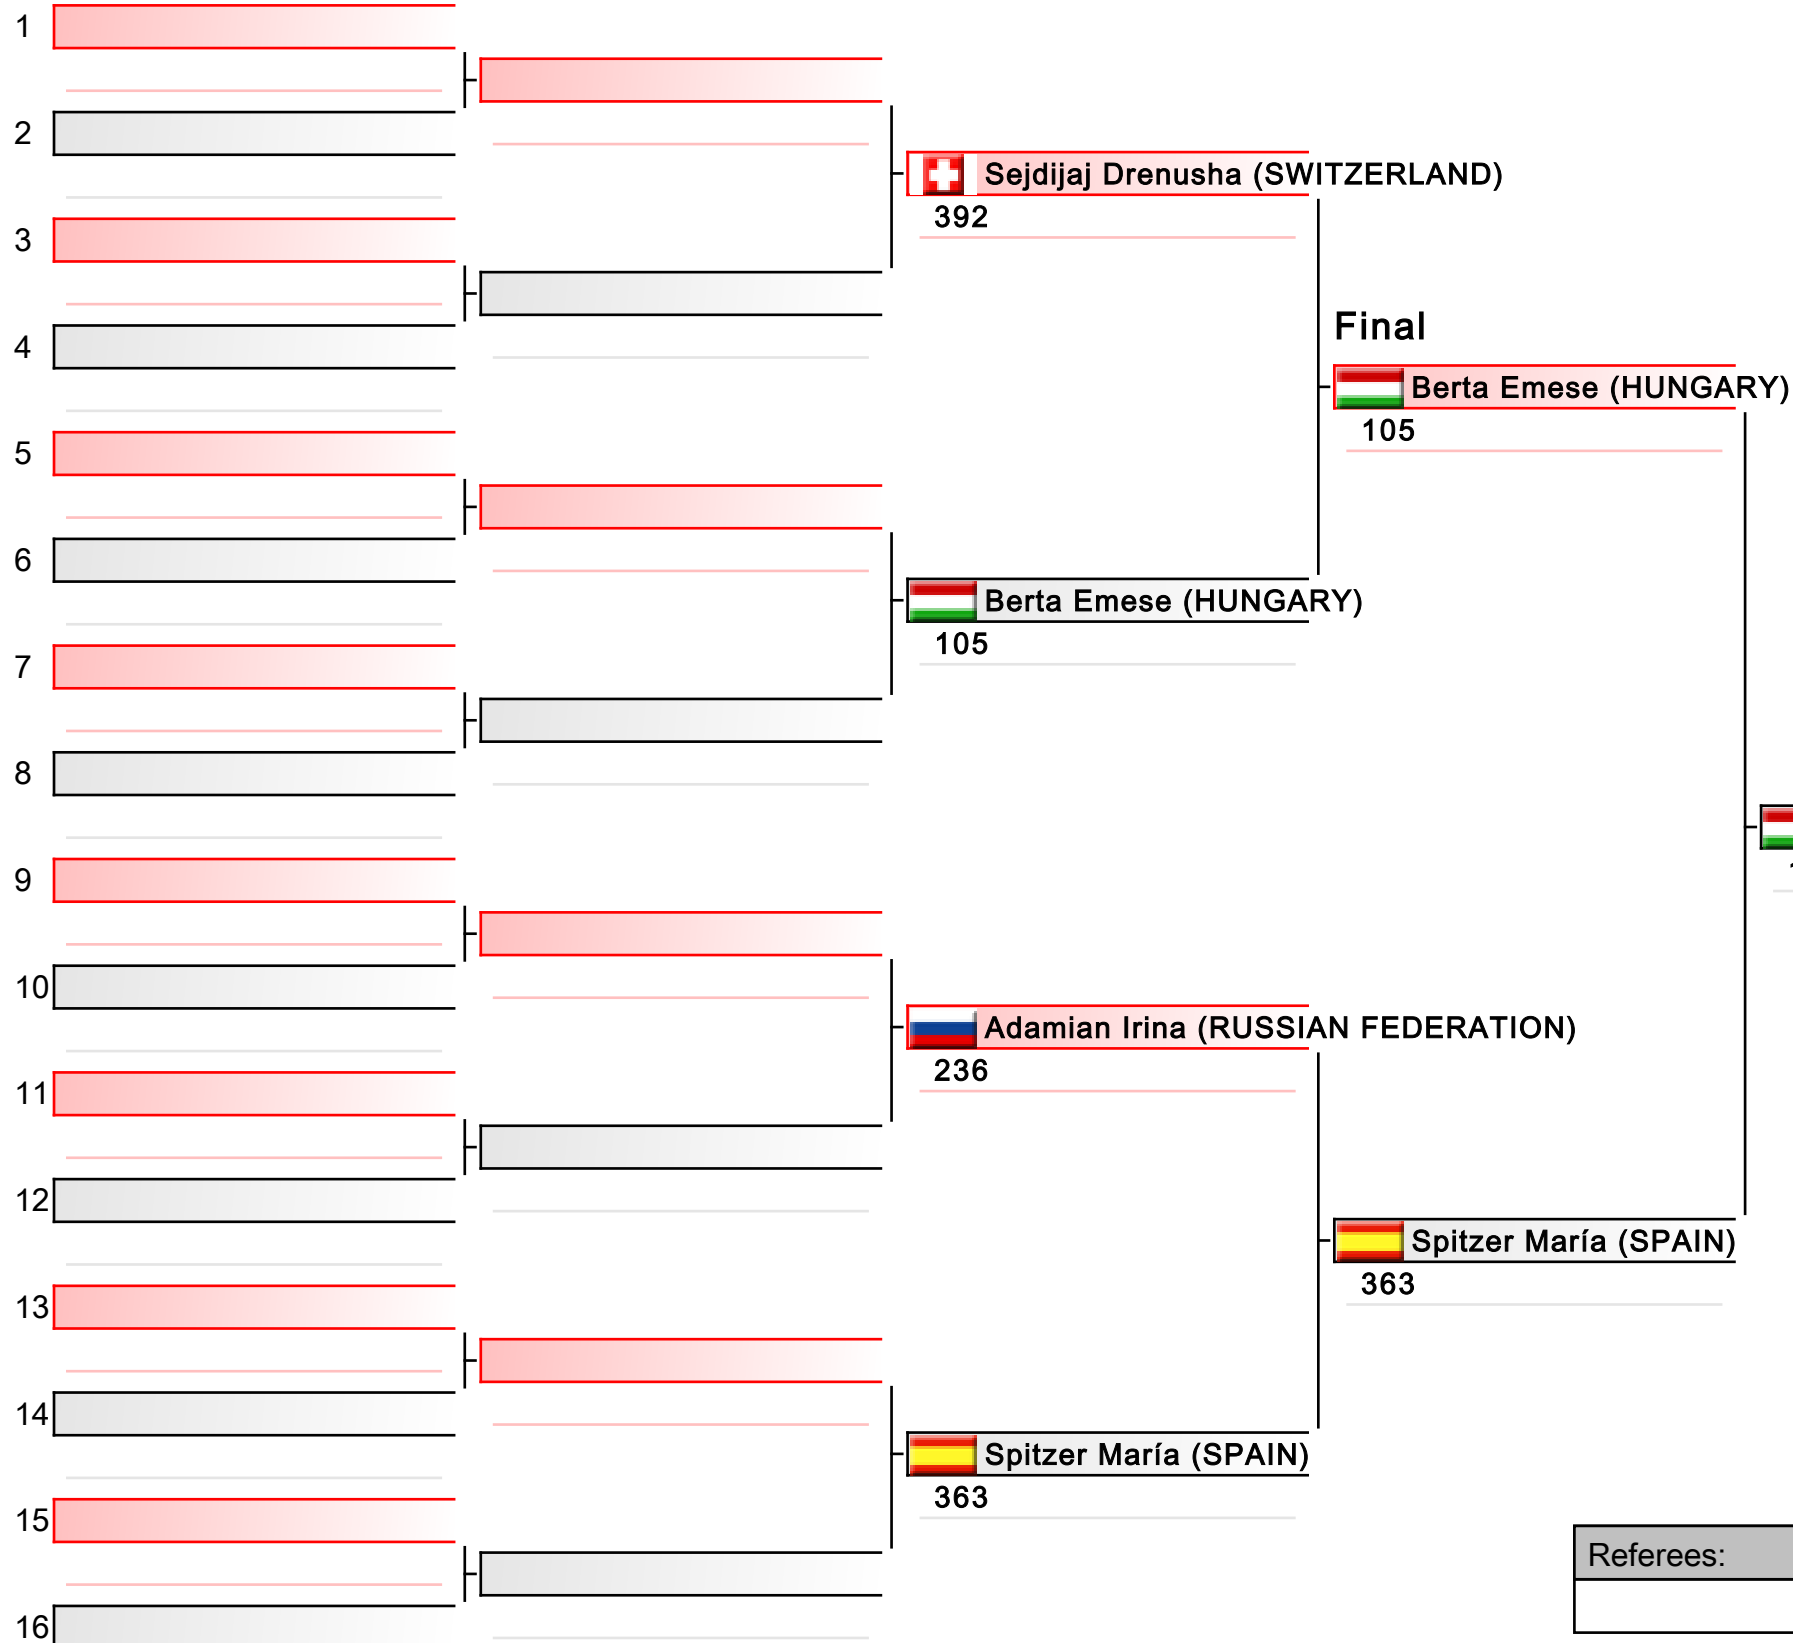 1
2
Sejdijaj Drenusha (SWITZERLAND)
392
3
Final
4
Berta Emese (HUNGARY)
105
5
6
Berta Emese (HUNGARY)
105
7
8
9
10
Adamian Irina (RUSSIAN FEDERATION)
236
11
12
Spitzer María (SPAIN)
363
13
14
Spitzer María (SPAIN)
363
15
Referees:
16